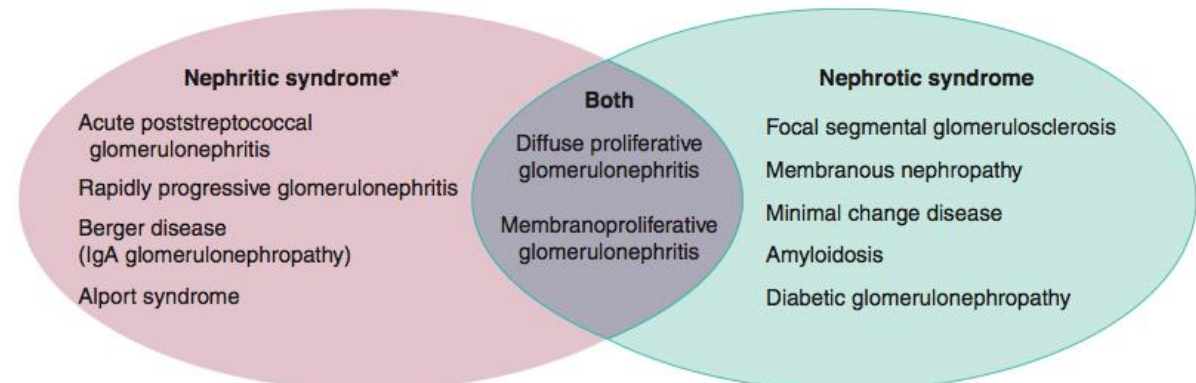 Nephritic syndrome*
Acute poststreptococcal
glomerulonephritis
Rapidly progressive glomerulonephritis
Berger disease
(IgA glomerulonephropathy)
Alport syndrome
Both
Diffuse proliferative
glomerulonephritis
Membranoproliferative
glomerulonephritis
Nephrotic syndrome
Focal segmental glomerulosclerosis
Membranous nephropathy
Minimal change disease
Amyloidosis
Diabetic glomerulonephropathy